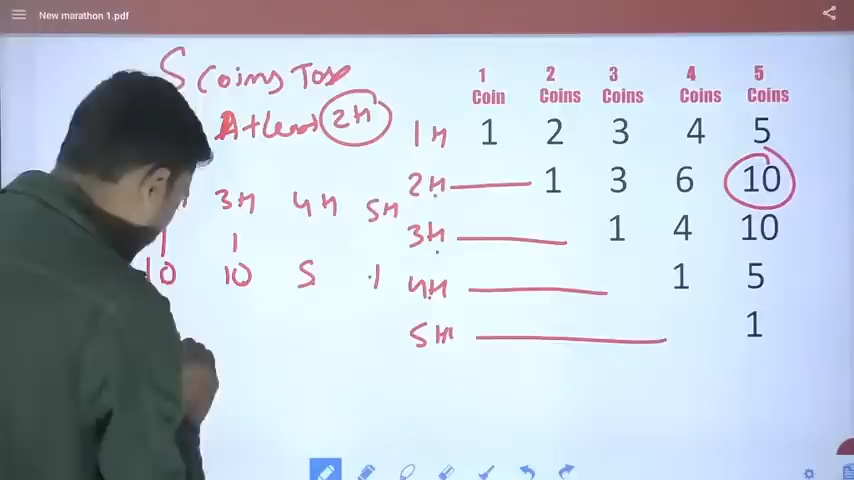 New marathon 1.pdf
5 Coins Toss
Atleast 2H
3H 4H 5H
1 1
10 10 5 1
1 Coin 2 Coins 3 Coins 4 Coins 5 Coins
1H 1 2 3 4 5
2H 1 3 6 10
3H 1 4 10
4H 1 5
5H 1